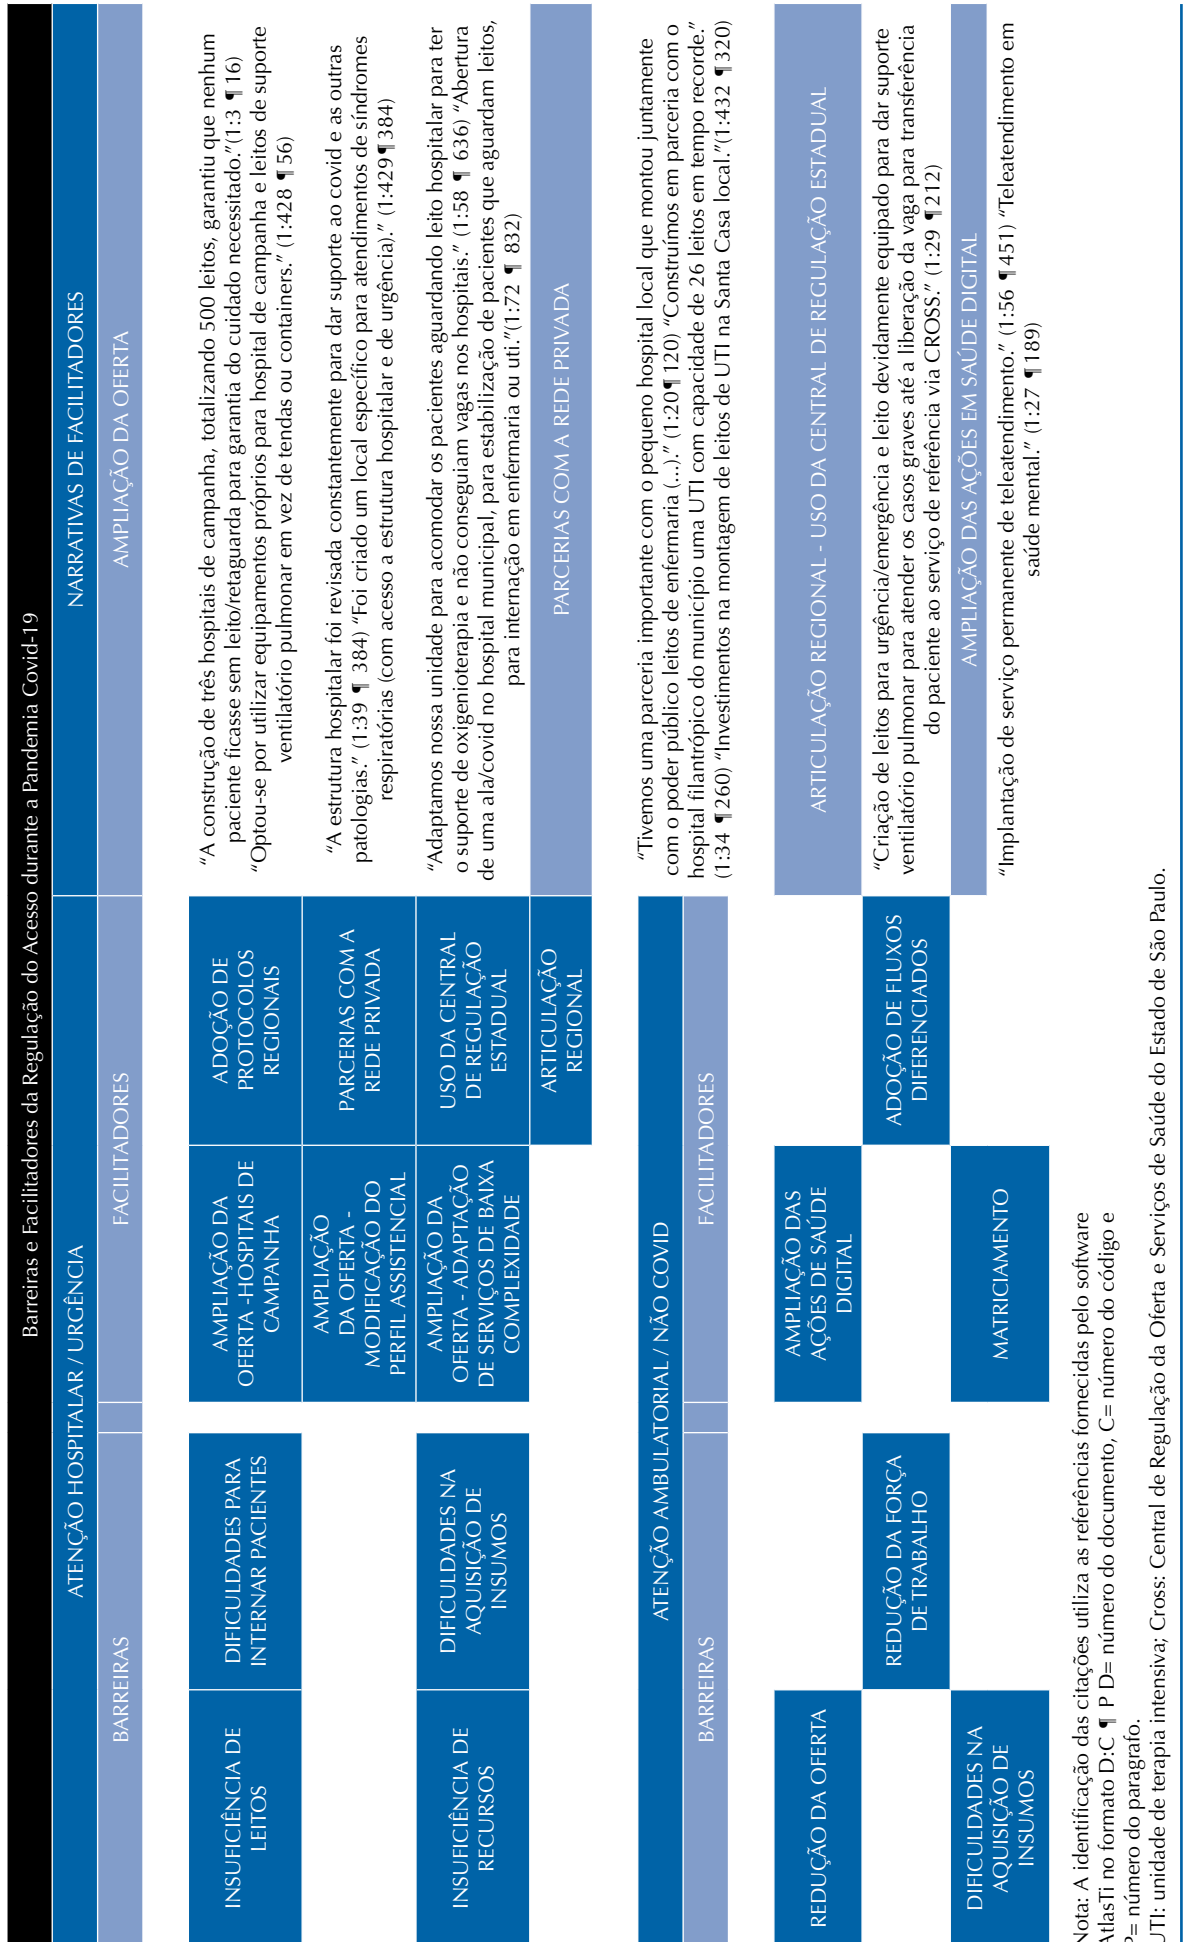 Barreiras e Facilitadores da Regulação do Acesso durante a Pandemia Covid-19
ATENÇÃO HOSPITALAR / URGÊNCIA
NARRATIVAS DE FACILITADORES
BARREIRAS
FACILITADORES
AMPLIAÇÃO DA OFERTA
INSUFICIÊNCIA DE
LEITOS
DIFICULDADES PARA
INTERNAR PACIENTES
AMPLIAÇÃO DA
OFERTA -HOSPITAIS DE
CAMPANHA
ADOÇÃO DE
PROTOCOLOS
REGIONAIS
“A construção de três hospitais de campanha, totalizando 500 leitos, garantiu que nenhum
paciente ficasse sem leito/retaguarda para garantia do cuidado necessitado.”(1:3 ¶ 16)
“Optou-se por utilizar equipamentos próprios para hospital de campanha e leitos de suporte
ventilatório pulmonar em vez de tendas ou containers.” (1:428 ¶ 56)
AMPLIAÇÃO
DA OFERTA -
MODIFICAÇÃO DO
PERFIL ASSISTENCIAL
PARCERIAS COM A
REDE PRIVADA
“A estrutura hospitalar foi revisada constantemente para dar suporte ao covid e as outras
patologias.” (1:39 ¶ 384) “Foi criado um local específico para atendimentos de síndromes
respiratórias (com acesso a estrutura hospitalar e de urgência).” (1:429 ¶ 384)
INSUFICIÊNCIA DE
RECURSOS
DIFICULDADES NA
AQUISIÇÃO DE
INSUMOS
AMPLIAÇÃO DA
OFERTA - ADAPTAÇÃO
DE SERVIÇOS DE BAIXA
COMPLEXIDADE
USO DA CENTRAL
DE REGULAÇÃO
ESTADUAL
“Adaptamos nossa unidade para acomodar os pacientes aguardando leito hospitalar para ter
o suporte de oxigenioterapia e não conseguiam vagas nos hospitais.” (1:58 ¶ 636) “Abertura
de uma ala/covid no hospital municipal, para estabilização de pacientes que aguardam leitos,
para internação em enfermaria ou uti.”(1:72 ¶ 832)
ARTICULAÇÃO
REGIONAL
PARCERIAS COM A REDE PRIVADA
ATENÇÃO AMBULATORIAL / NÃO COVID
BARREIRAS
FACILITADORES
“Tivemos uma parceria importante com o pequeno hospital local que montou juntamente
com o poder público leitos de enfermaria (...).” (1:20¶ 120) “Construímos em parceria com o
hospital filantrópico do município uma UTI com capacidade de 26 leitos em tempo recorde.”
(1:34 ¶ 260) “Investimentos na montagem de leitos de UTI na Santa Casa local.”(1:432 ¶ 320)
REDUÇÃO DA OFERTA
AMPLIAÇÃO DAS
AÇÕES DE SAÚDE
DIGITAL
ARTICULAÇÃO REGIONAL - USO DA CENTRAL DE REGULAÇÃO ESTADUAL
REDUÇÃO DA FORÇA
DE TRABALHO
ADOÇÃO DE FLUXOS
DIFERENCIADOS
“Criação de leitos para urgência/emergência e leito devidamente equipado para dar suporte
ventilatório pulmonar para atender os casos graves até a liberação da vaga para transferência
do paciente ao serviço de referência via CROSS.” (1:29 ¶ 212)
DIFICULDADES NA
AQUISIÇÃO DE
INSUMOS
MATRICIAMENTO
AMPLIAÇÃO DAS AÇÕES EM SAÚDE DIGITAL
“Implantação de serviço permanente de teleatendimento.” (1:56 ¶ 451) “Teleatendimento em
saúde mental.” (1:27 ¶ 189)
Nota: A identificação das citações utiliza as referências fornecidas pelo software
AtlasTi no formato D:C ¶ P D= número do documento, C= número do código e
P= número do paragrafo.
UTI: unidade de terapia intensiva; Cross: Central de Regulação da Oferta e Serviços de Saúde do Estado de São Paulo.